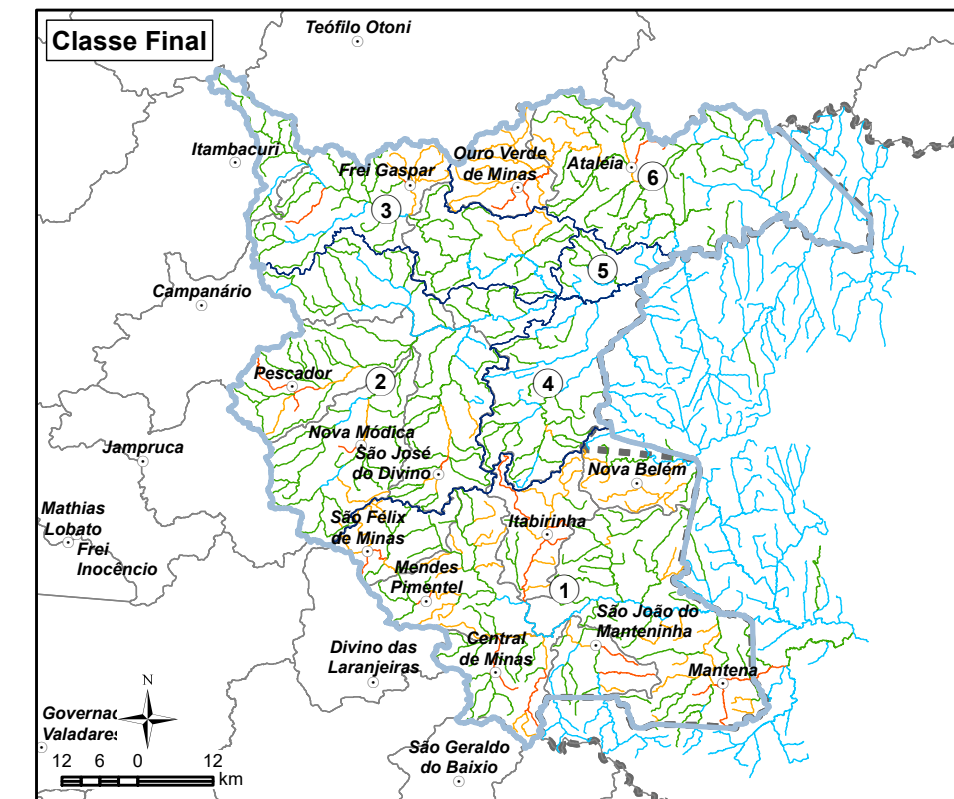 Classe Final
Teófilo Otoni
Itambacuri
Frei Gaspar
Ouro Verde
de Minas
Ataléia
6
3
5
Campanário
Pescador
2
4
Nova Módica
São José
do Divino
Jampruca
Nova Belém
Mathias
Lobato
Frei
Inocêncio
São Félix
de Minas
Itabirinha
Mendes
Pimentel
1
São João do
Manteninha
Divino das
Laranjeiras
Central
de Minas
Mantena
N
Governac
Valadares
São Geraldo
do Baixio
12 6 0 12
km